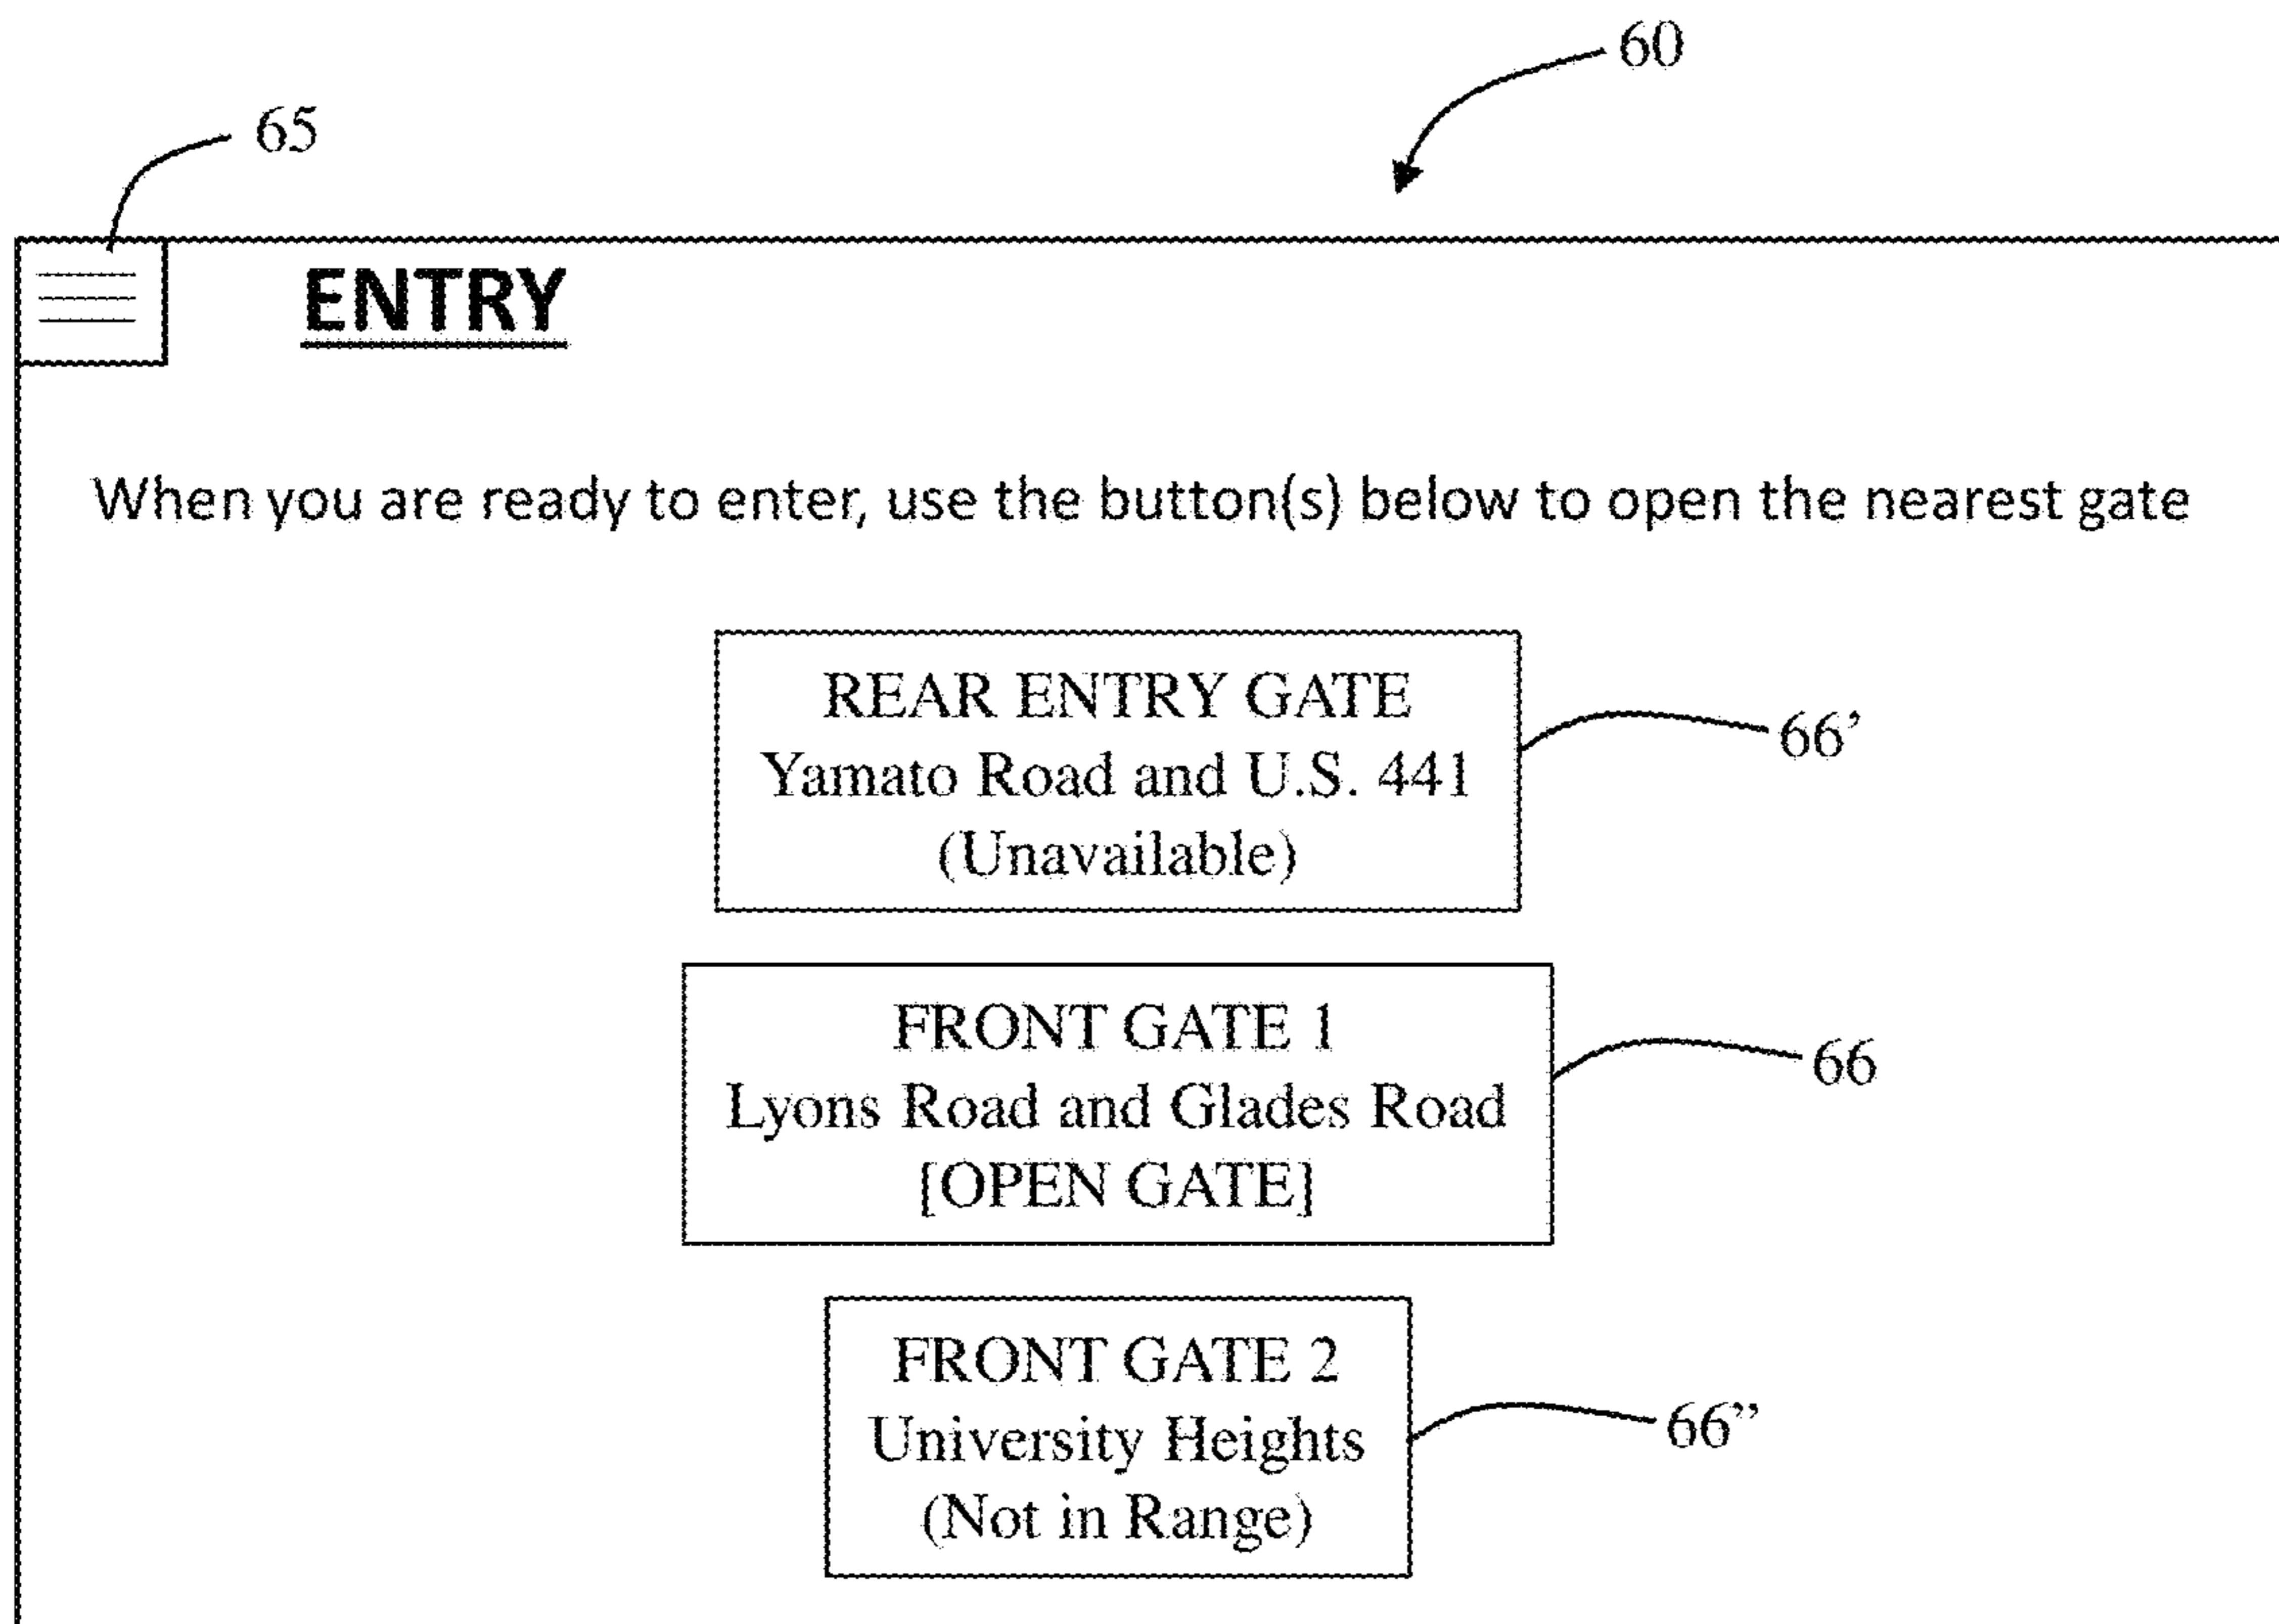 60
65
ENTRY
When you are ready to enter, use the button(s) below to open the nearest gate
REAR ENTRY GATE
Yamato Road and U.S. 441
(Unavailable)
66’
FRONT GATE 1
Lyons Road and Glades Road
[OPEN GATE]
66
FRONT GATE 2
University Heights
(Not in Range)
66”